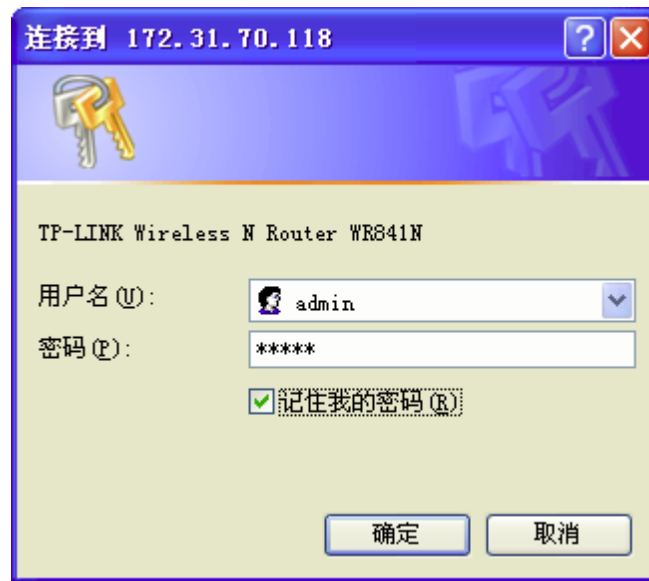 连接到 172.31.70.118
TP-LINK Wireless N Router WR841N
用户名(U): admin
密码(P): *****
记住我的密码(R)
确定 取消